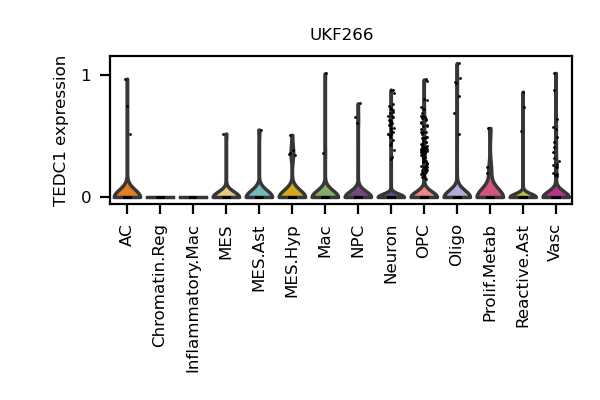 UKF266
TEDC1 expression
1
0
AC
Chromatin.Reg
Inflammatory.Mac
MES
MES.Ast
MES.Hyp
Mac
NPC
Neuron
OPC
Oligo
Prolif.Metab
Reactive.Ast
Vasc